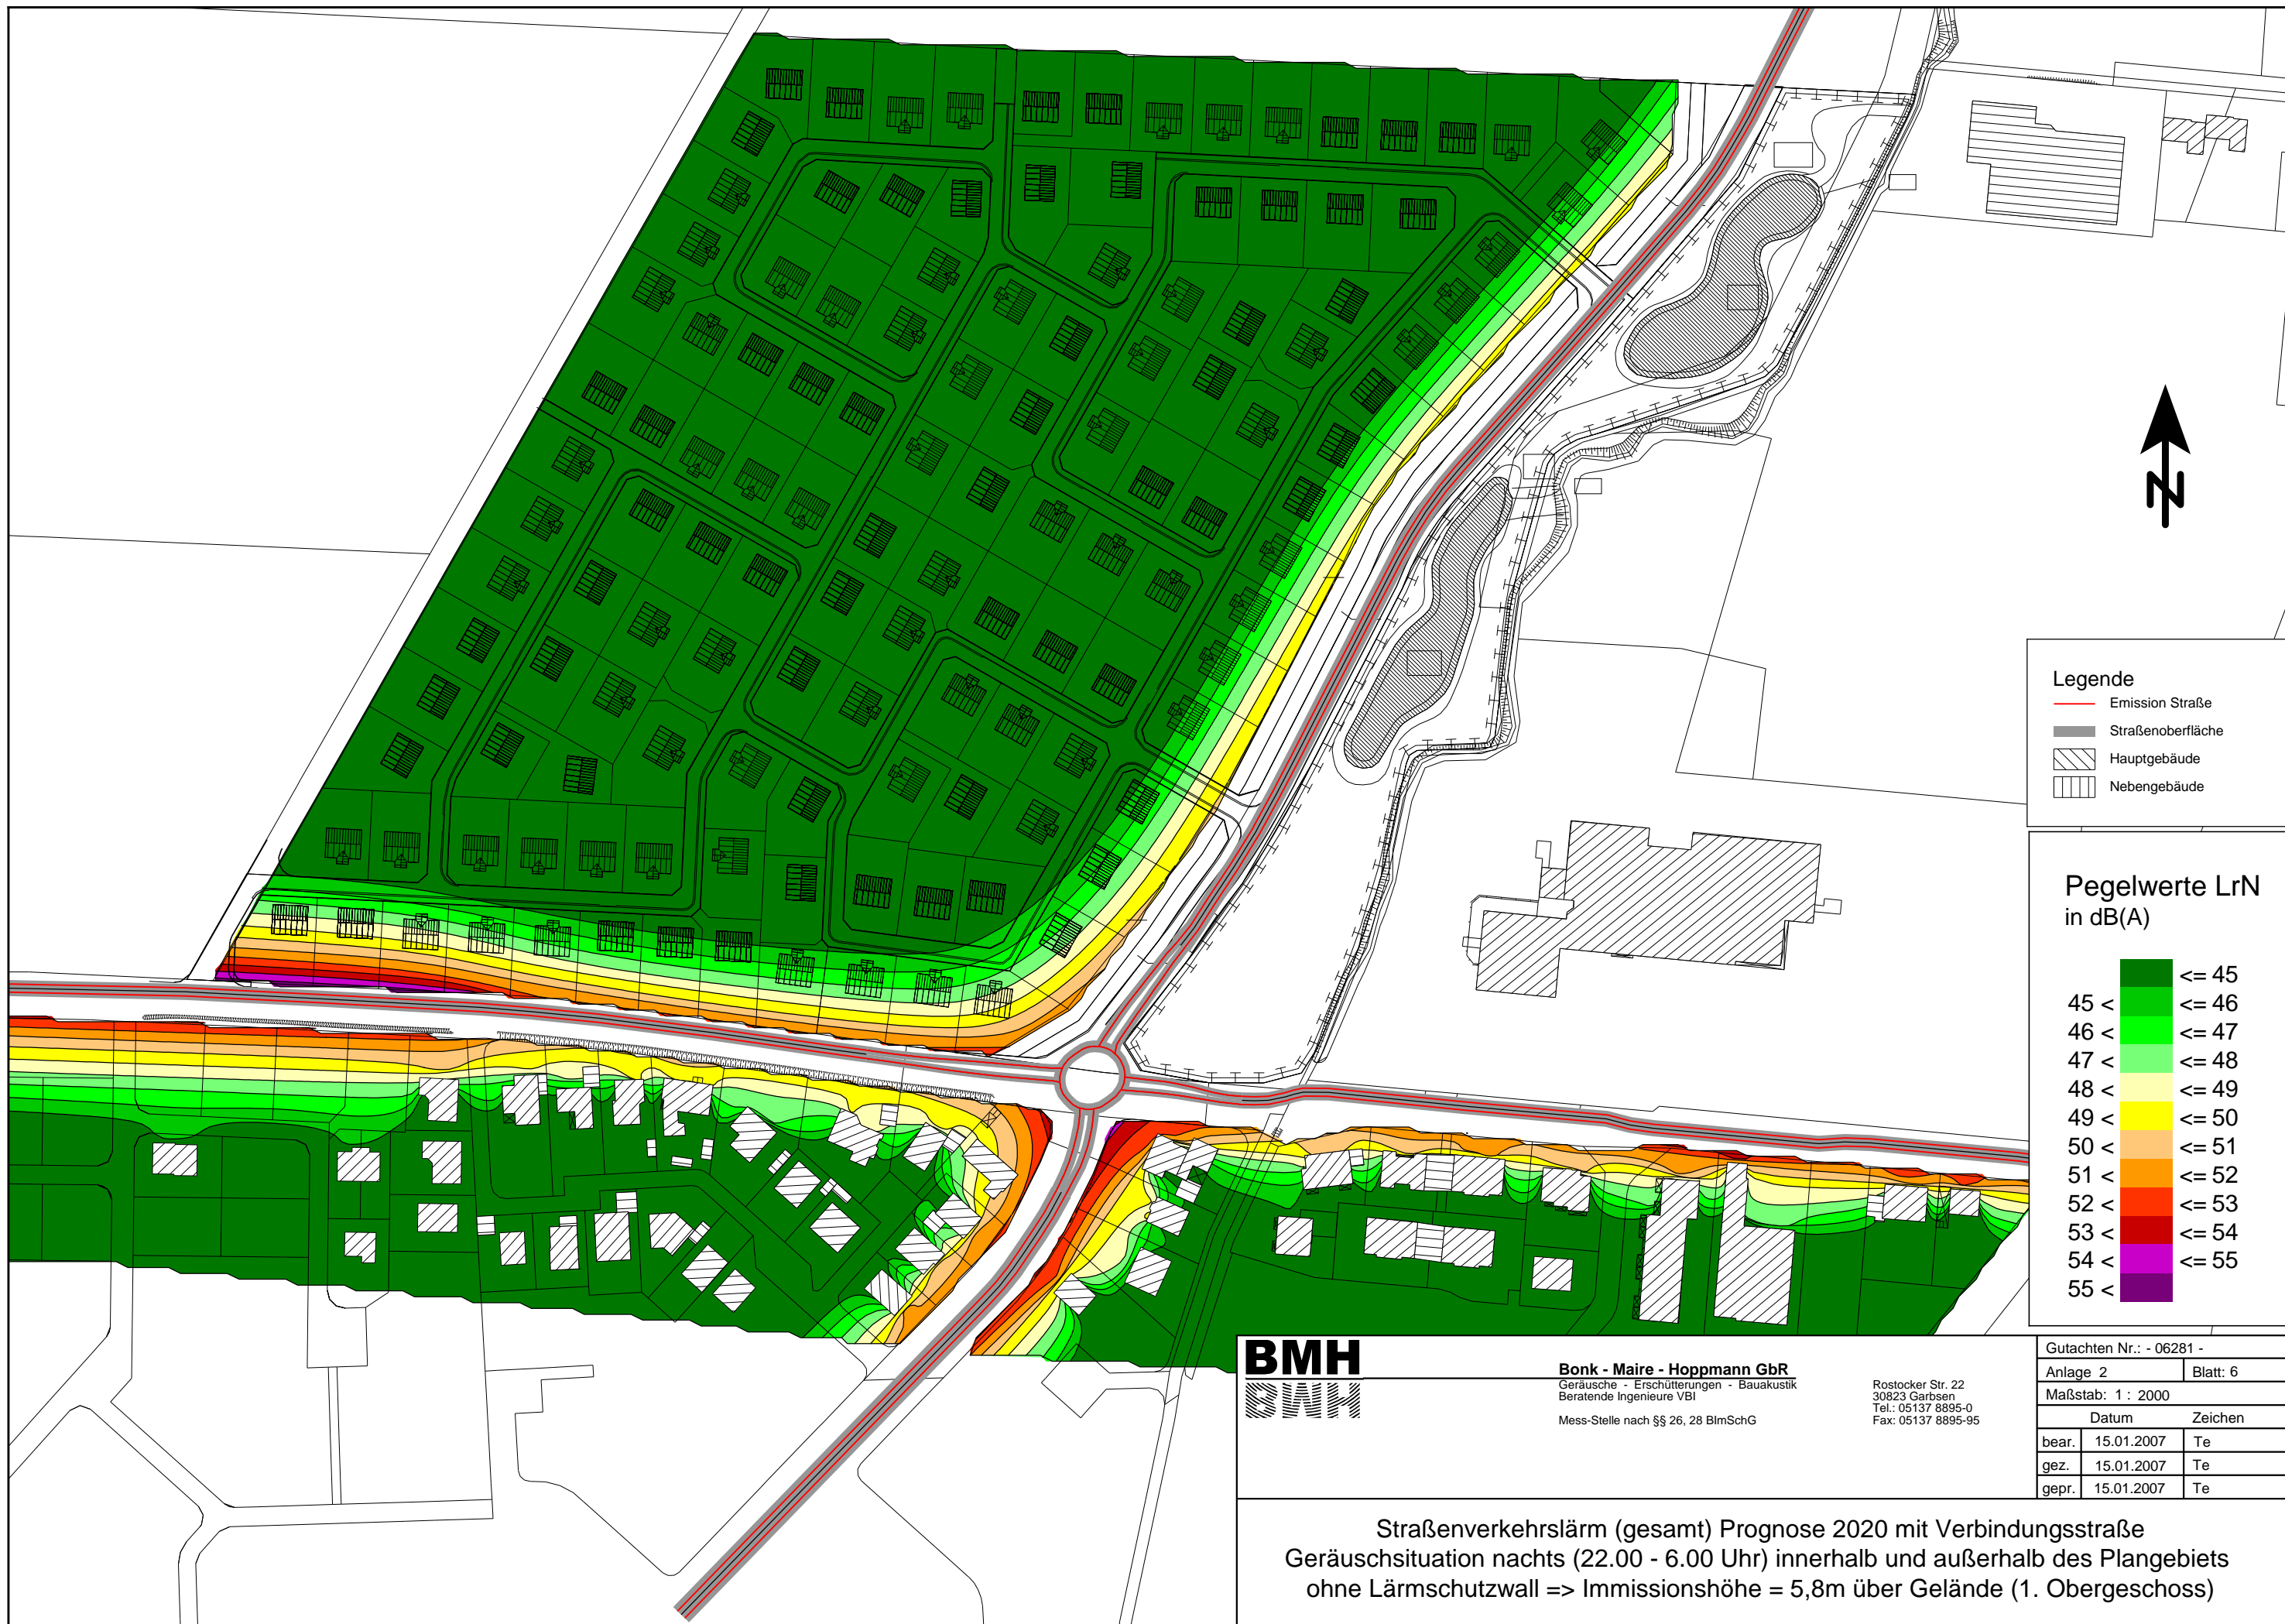 N
Legende
Emission Straße
Straßenoberfläche
Hauptgebäude
Nebengebäude
Pegelwerte LrN
in dB(A)
<= 45
45 < <= 46
46 < <= 47
47 < <= 48
48 < <= 49
49 < <= 50
50 < <= 51
51 < <= 52
52 < <= 53
53 < <= 54
54 < <= 55
55 <
BMH
BMH
Bonk - Maire - Hoppmann GbR
Geräusche - Erschütterungen - Bauakustik
Beratende Ingenieure VBI
Mess-Stelle nach §§ 26, 28 BImSchG
Rostocker Str. 22
30823 Garbsen
Tel.: 05137 8895-0
Fax: 05137 8895-95
Gutachten Nr.: - 06281 -
Anlage 2 Blatt: 6
Maßstab: 1 : 2000
Datum Zeichen
bear. 15.01.2007 Te
gez. 15.01.2007 Te
gepr. 15.01.2007 Te
Straßenverkehrslärm (gesamt) Prognose 2020 mit Verbindungsstraße
Geräuschsituation nachts (22.00 - 6.00 Uhr) innerhalb und außerhalb des Plangebiets
ohne Lärmschutzwall => Immissionshöhe = 5,8m über Gelände (1. Obergeschoss)